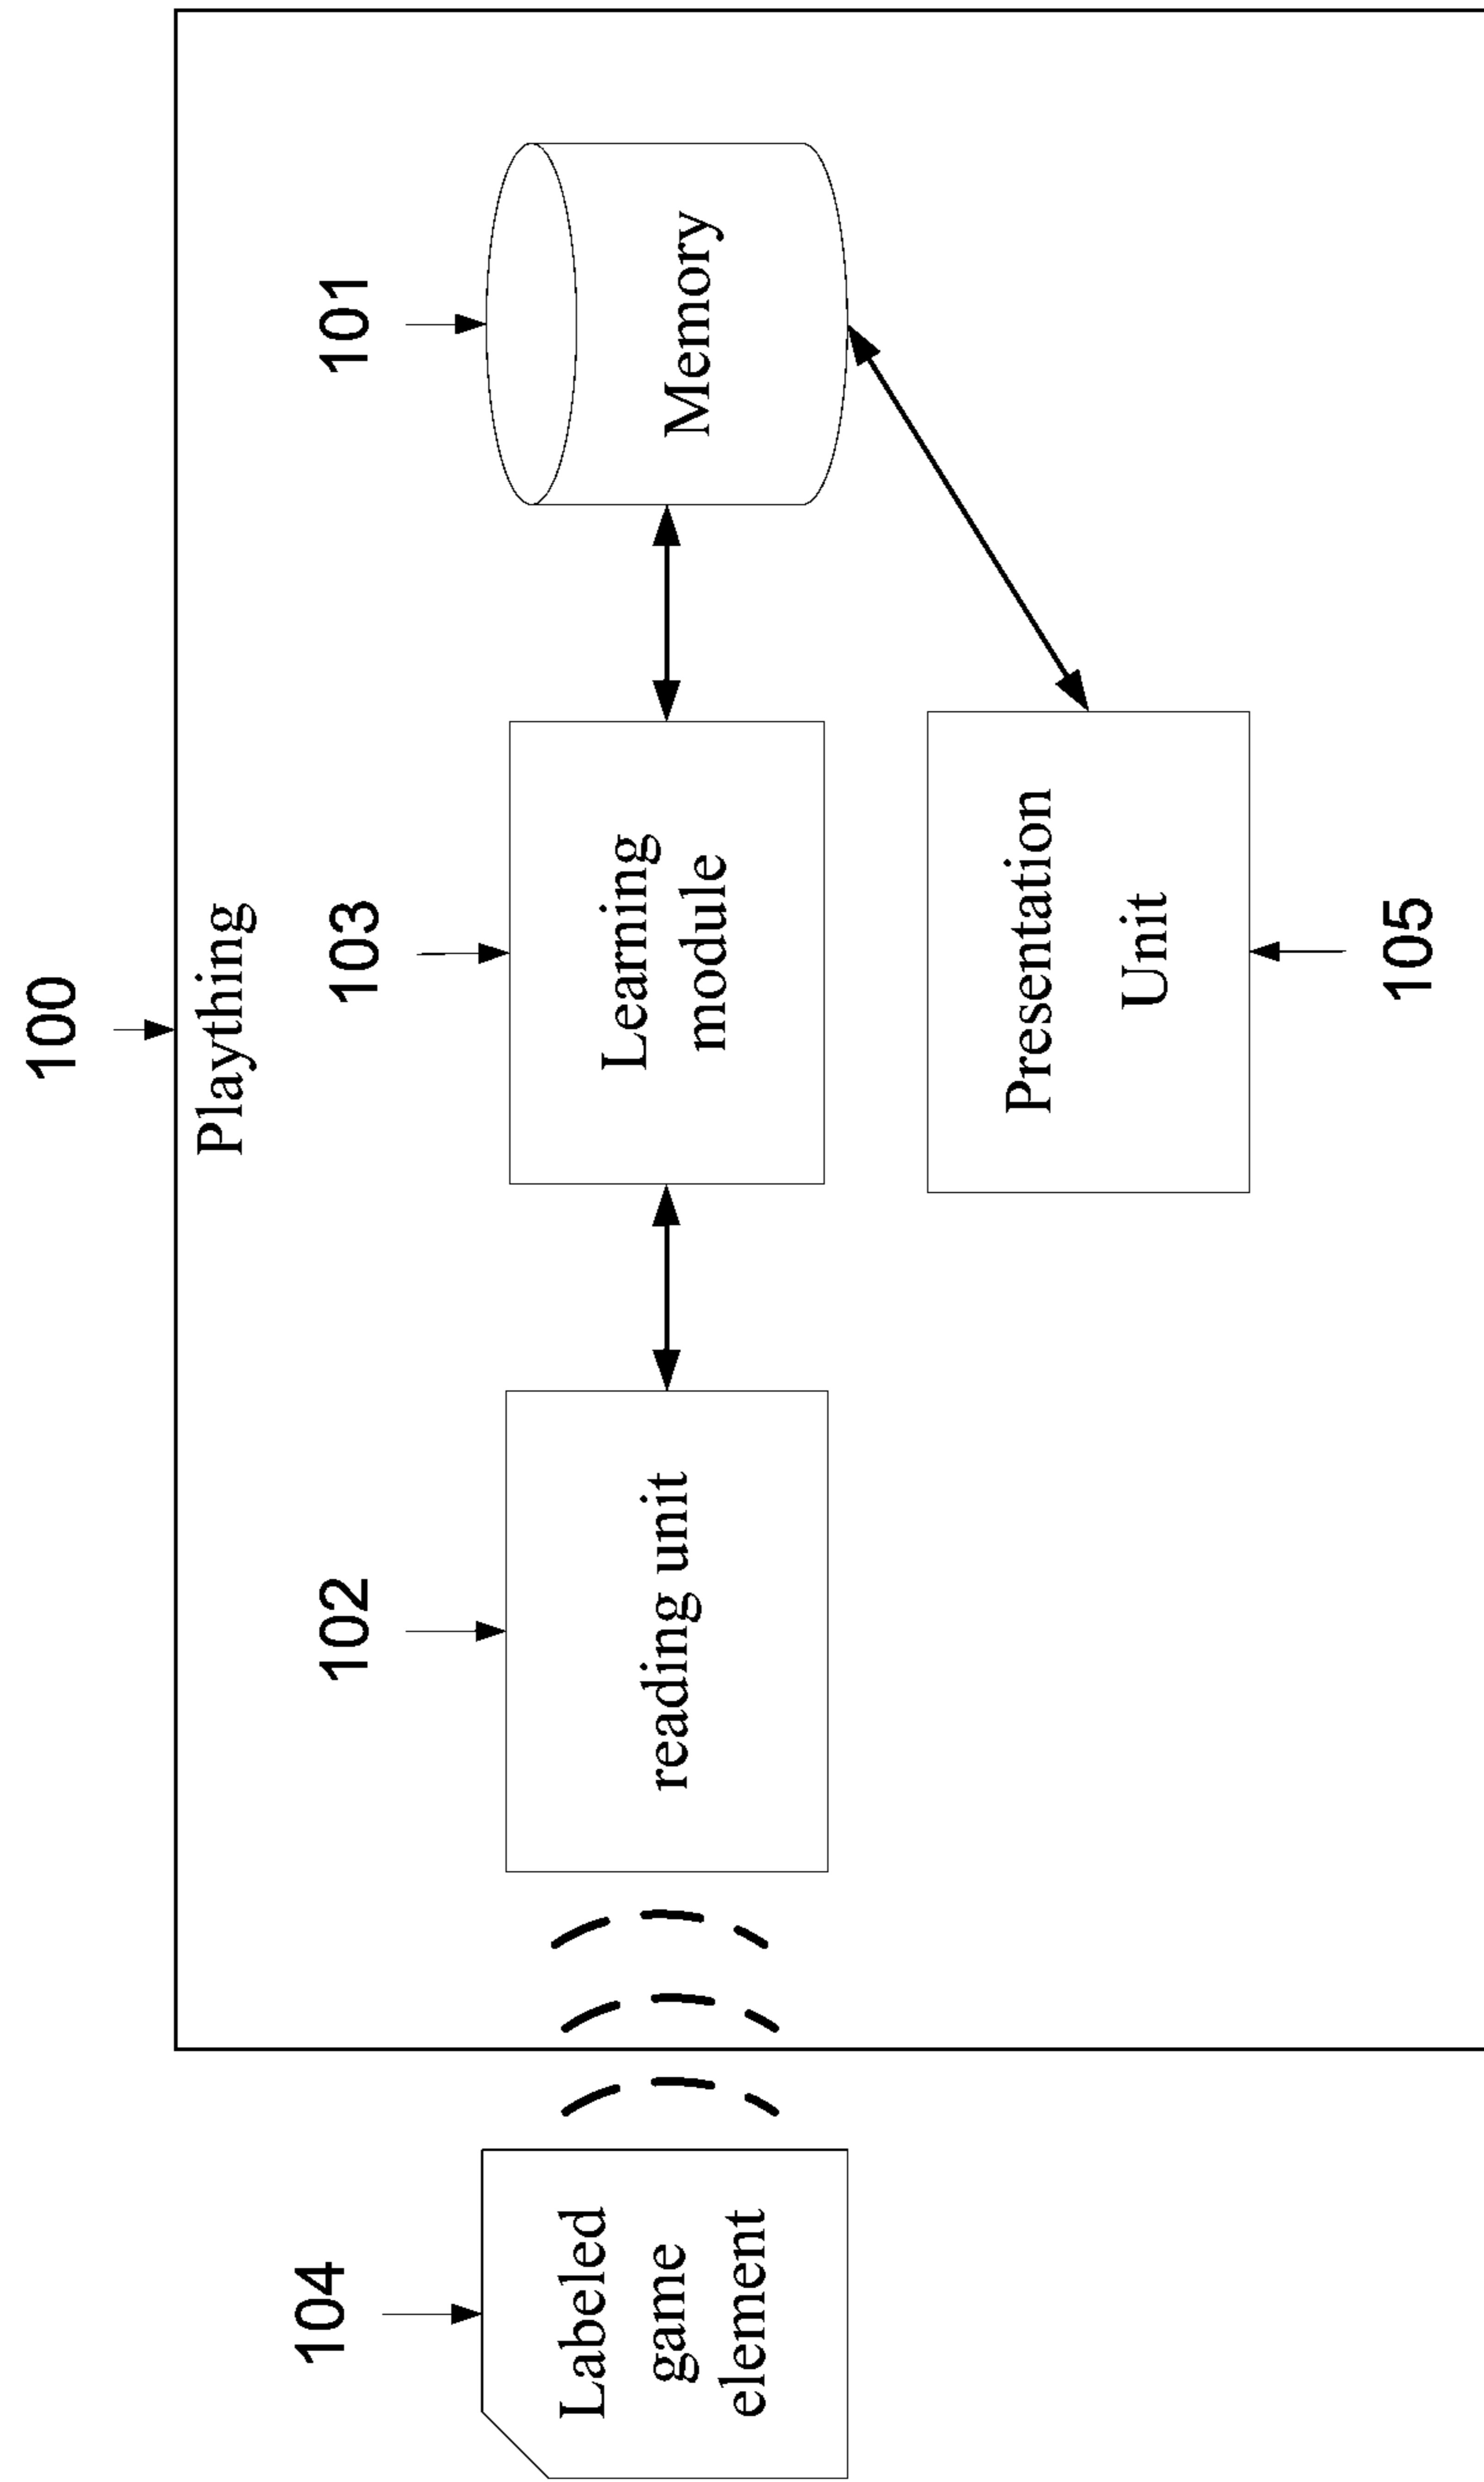 100
Plaything
104
102
103
101
Labeled
game
element
reading unit
Learning
module
Memory
Presentation
Unit
105